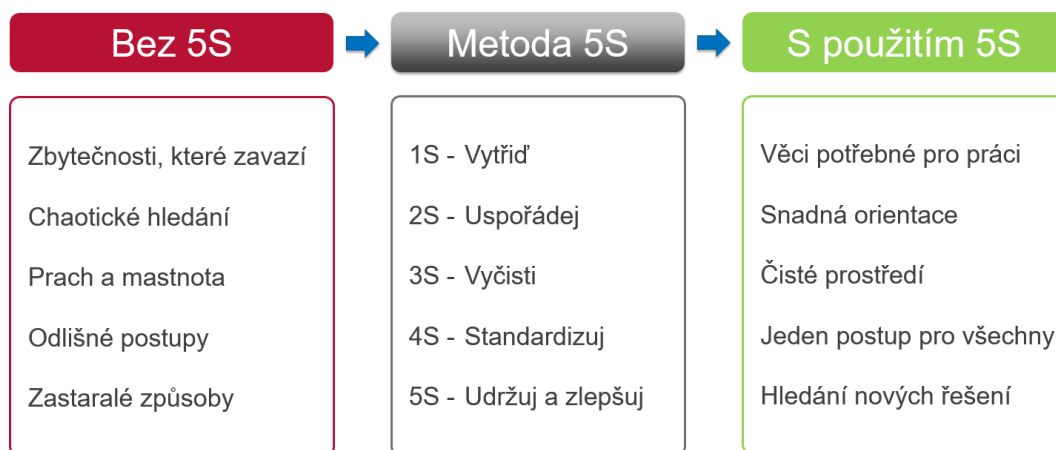 Bez 5S
Metoda 5S
S použitím 5S
Zbytečnosti, které zavazí
Chaotické hledání
Prach a mastnota
Odlišné postupy
Zastaralé způsoby
1S - Vytřiď
2S - Uspořádej
3S - Vyčisti
4S - Standardizuj
5S - Udržuj a zlepšuj
Věci potřebné pro práci
Snadná orientace
Čisté prostředí
Jeden postup pro všechny
Hledání nových řešení